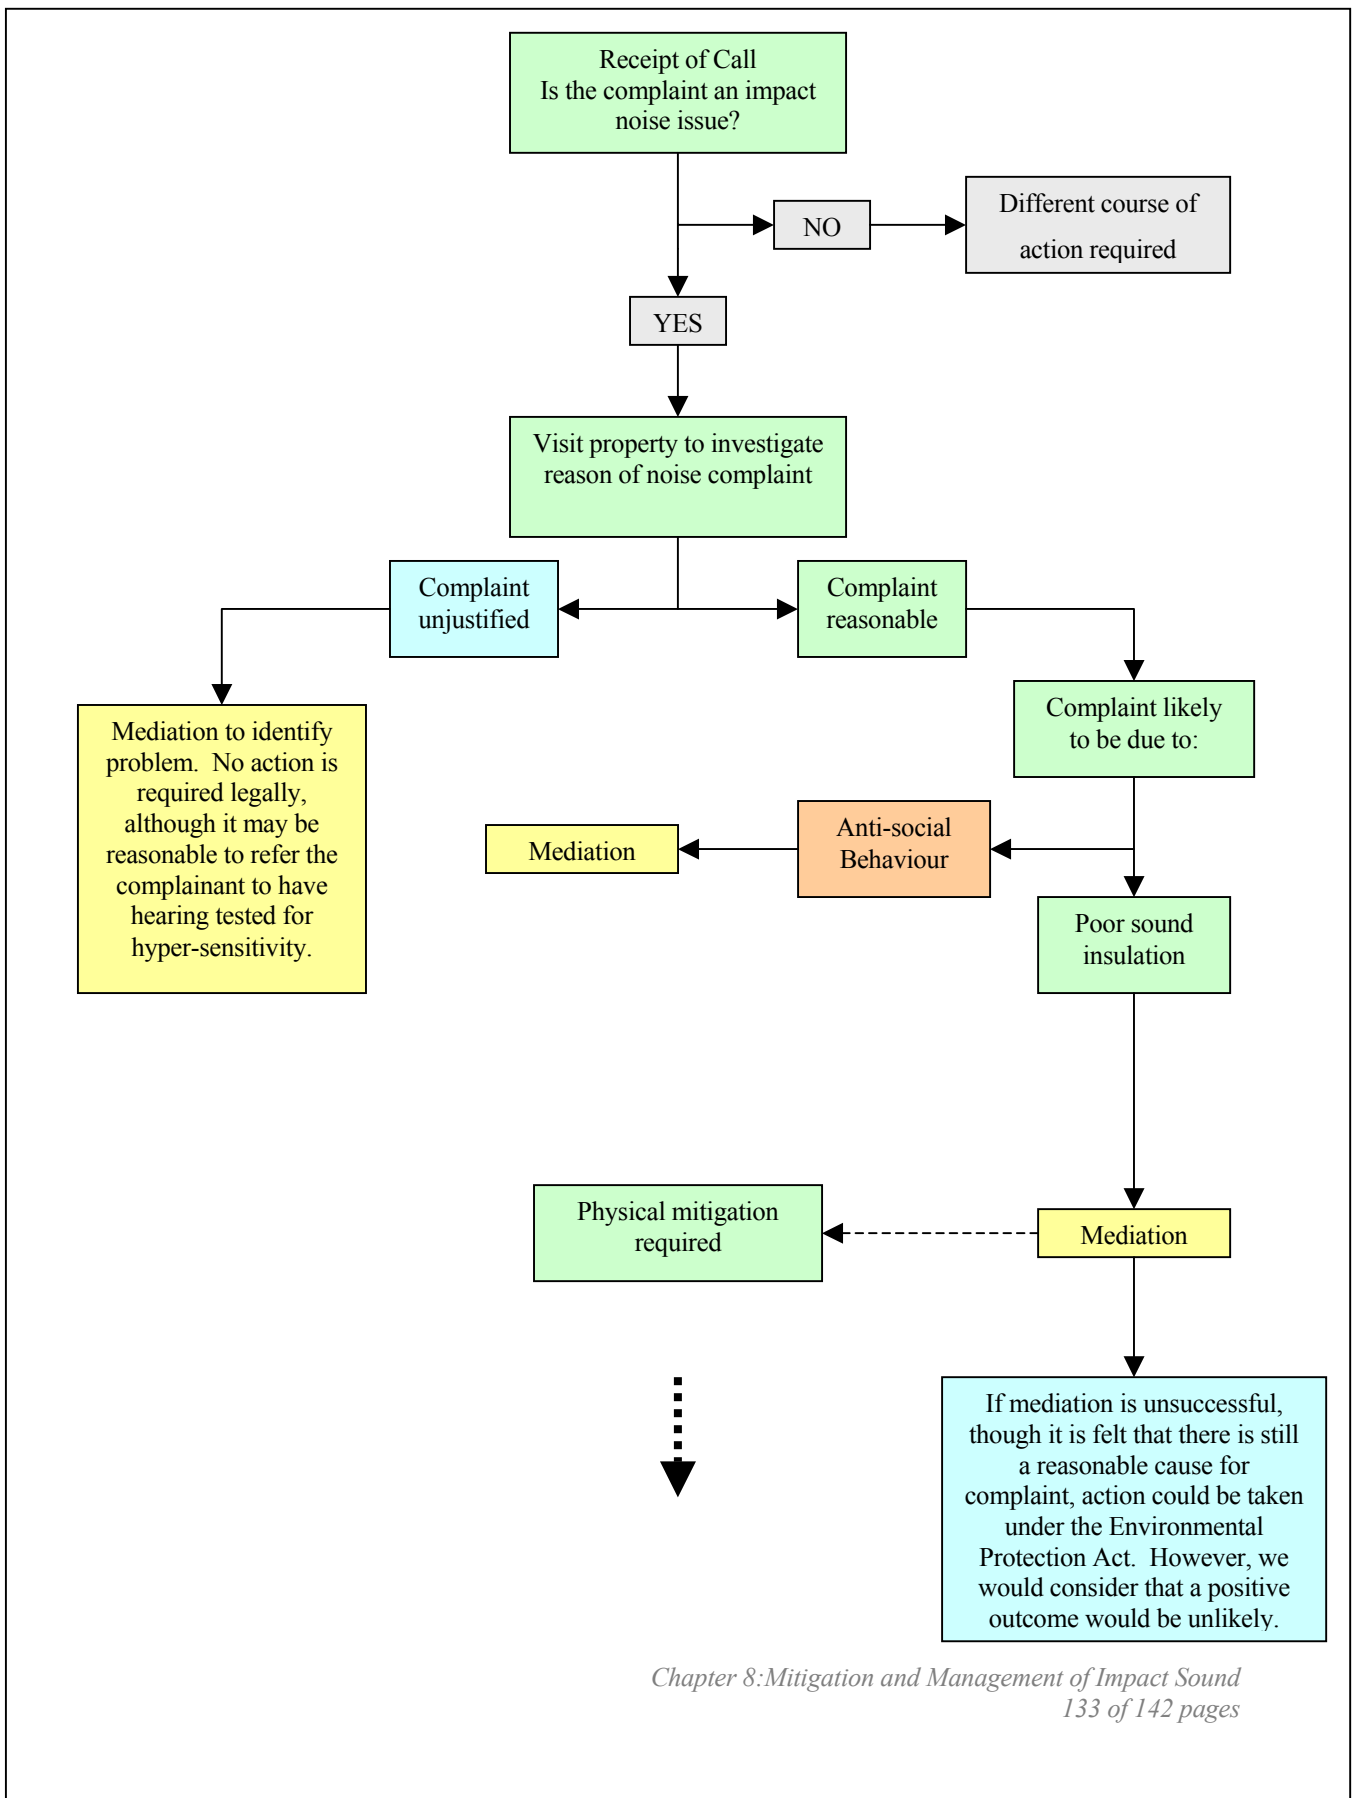 Receipt of Call
Is the complaint an impact
noise issue?
NO
Different course of
action required
YES
Visit property to investigate
reason of noise complaint
Complaint
unjustified
Complaint
reasonable
Mediation to identify
problem.  No action is
required legally,
although it may be
reasonable to refer the
complainant to have
hearing tested for
hyper-sensitivity.
Complaint likely
to be due to:
Anti-social
Behaviour
Mediation
Poor sound
insulation
Physical mitigation
required
Mediation
If mediation is unsuccessful,
though it is felt that there is still
a reasonable cause for
complaint, action could be taken
under the Environmental
Protection Act.  However, we
would consider that a positive
outcome would be unlikely.
Chapter 8:Mitigation and Management of Impact Sound
133 of 142 pages